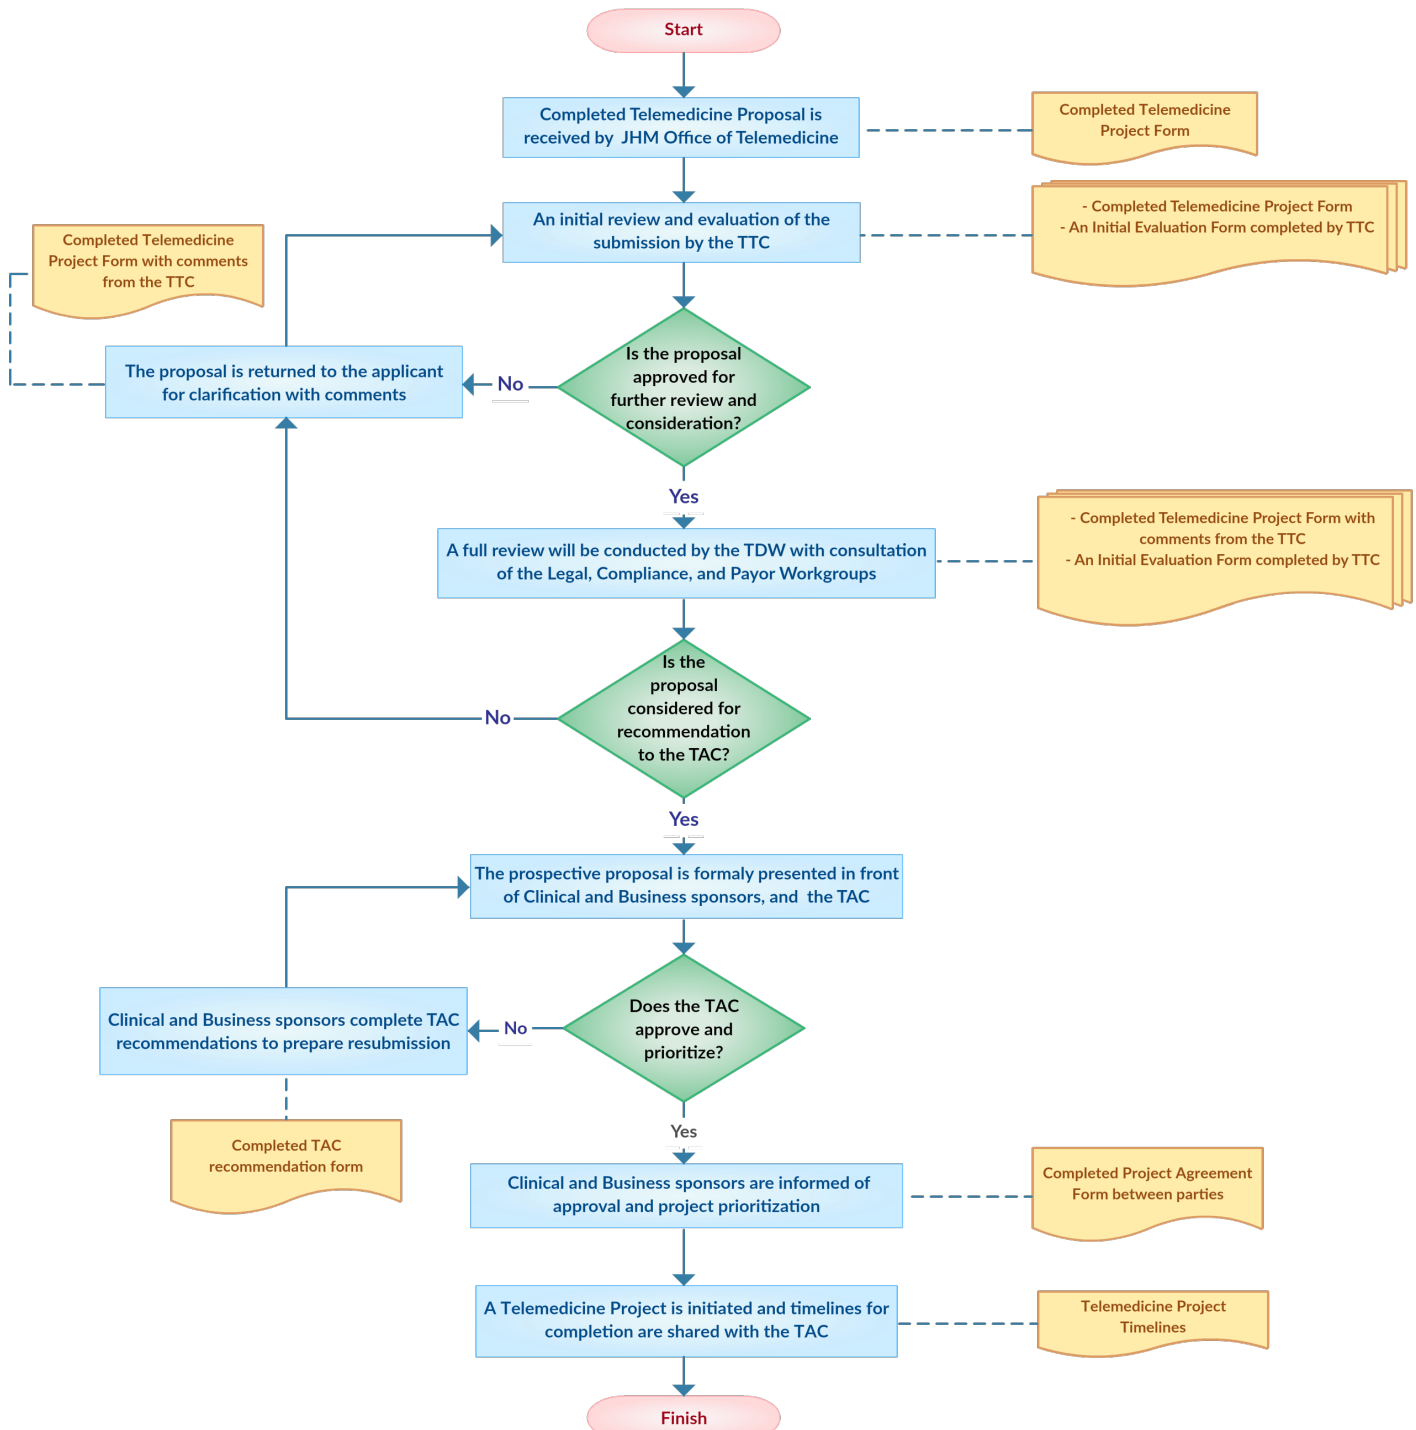 Start
Completed Telemedicine Proposal is
received by  JHM Office of Telemedicine
Completed Telemedicine
Project Form
An initial review and evaluation of the
submission by the TTC
- Completed Telemedicine Project Form
- An Initial Evaluation Form completed by TTC
Completed Telemedicine
Project Form with comments
from the TTC
The proposal is returned to the applicant
for clarification with comments
No
Is the proposal
approved for
further review and
consideration?
Yes
A full review will be conducted by the TDW with consultation
of the Legal, Compliance, and Payor Workgroups
- Completed Telemedicine Project Form with
comments from the TTC
- An Initial Evaluation Form completed by TTC
Is the
proposal
considered for
recommendation
to the TAC?
No
Yes
The prospective proposal is formaly presented in front
of Clinical and Business sponsors, and  the TAC
Does the TAC
approve and
prioritize?
No
Clinical and Business sponsors complete TAC
recommendations to prepare resubmission
Completed TAC
recommendation form
Yes
Clinical and Business sponsors are informed of
approval and project prioritization
Completed Project Agreement
Form between parties
A Telemedicine Project is initiated and timelines for
completion are shared with the TAC
Telemedicine Project
Timelines
Finish